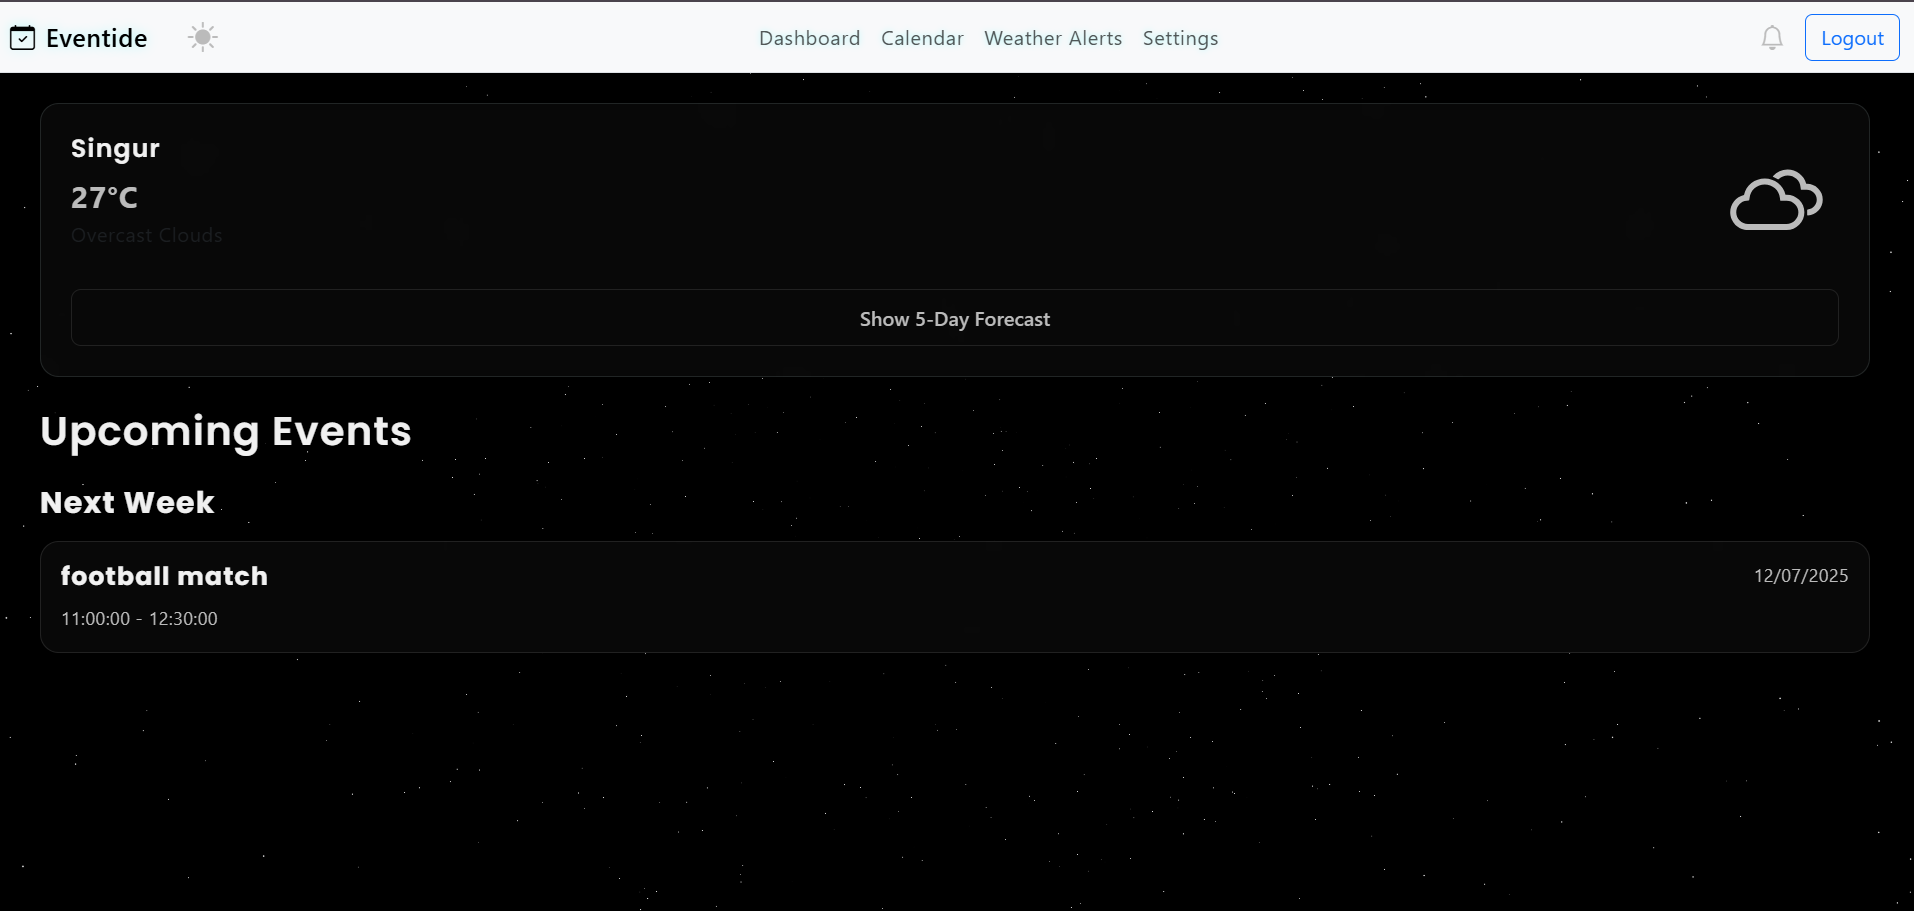 Eventide
Dashboard Calendar Weather Alerts Settings
Logout
Singur
27°C
Overcast Clouds
Show 5-Day Forecast
Upcoming Events
Next Week
football match
12/07/2025
11:00:00 - 12:30:00